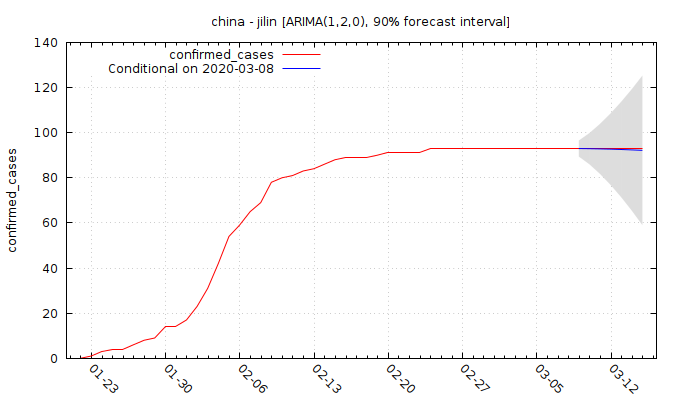 china - jilin [ARIMA(1,2,0), 90% forecast interval]
confirmed_cases
Conditional on 2020-03-08
confirmed_cases
140
120
100
80
60
40
20
0
01-23 01-30 02-06 02-13 02-20 02-27 03-05 03-12